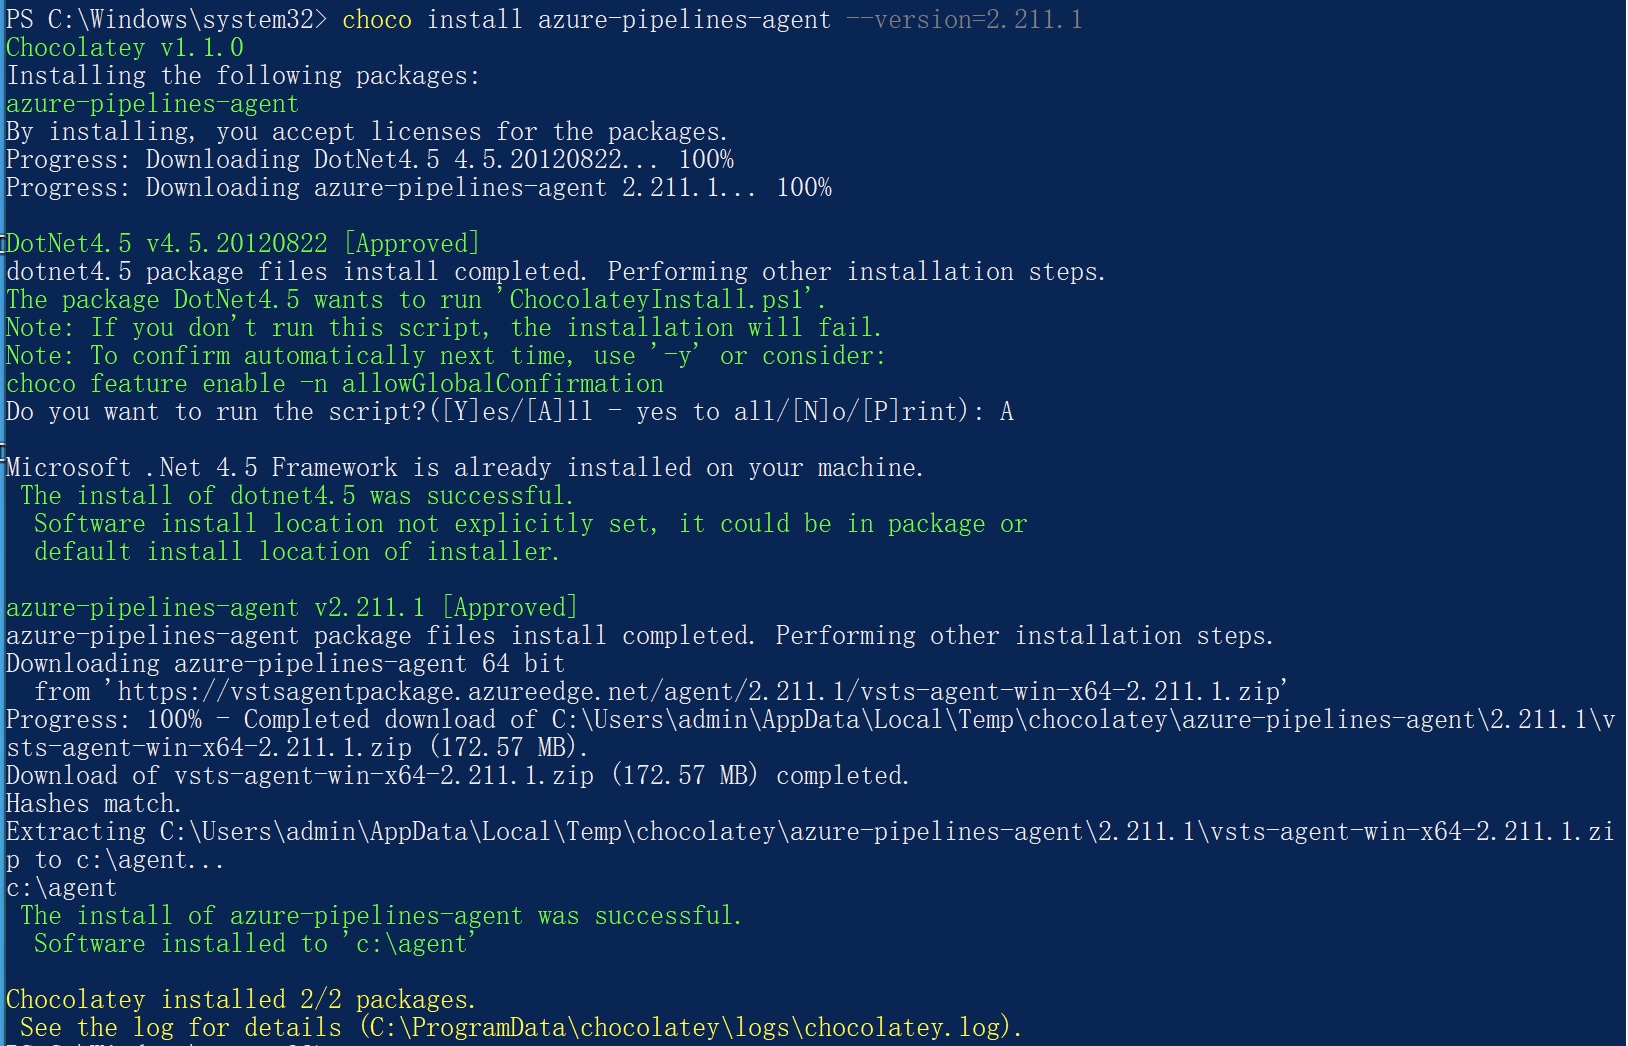 PS C:\Windows\system32> choco install azure-pipelines-agent --version=2.211.1
Chocolatey v1.1.0
Installing the following packages:
azure-pipelines-agent
By installing, you accept licenses for the packages.
Progress: Downloading DotNet4.5 4.5.20120822... 100%
Progress: Downloading azure-pipelines-agent 2.211.1... 100%
DotNet4.5 v4.5.20120822 [Approved]
dotnet4.5 package files install completed. Performing other installation steps.
The package DotNet4.5 wants to run 'ChocolateyInstall.ps1'.
Note: If you don't run this script, the installation will fail.
Note: To confirm automatically next time, use '-y' or consider:
choco feature enable -n allowGlobalConfirmation
Do you want to run the script?([Y]es/[A]ll - yes to all/[N]o/[P]rint): A
Microsoft .Net 4.5 Framework is already installed on your machine.
The install of dotnet4.5 was successful.
Software install location not explicitly set, it could be in package or
default install location of installer.
azure-pipelines-agent v2.211.1 [Approved]
azure-pipelines-agent package files install completed. Performing other installation steps.
Downloading azure-pipelines-agent 64 bit
from 'https://vstsagentpackage.azureedge.net/agent/2.211.1/vsts-agent-win-x64-2.211.1.zip'
Progress: 100% - Completed download of C:\Users\admin\AppData\Local\Temp\chocolatey\azure-pipelines-agent\2.211.1\v
sts-agent-win-x64-2.211.1.zip (172.57 MB).
Download of vsts-agent-win-x64-2.211.1.zip (172.57 MB) completed.
Hashes match.
Extracting C:\Users\admin\AppData\Local\Temp\chocolatey\azure-pipelines-agent\2.211.1\vsts-agent-win-x64-2.211.1.zi
p to c:\agent...
c:\agent
The install of azure-pipelines-agent was successful.
Software installed to 'c:\agent'
Chocolatey installed 2/2 packages.
See the log for details (C:\ProgramData\chocolatey\logs\chocolatey.log).